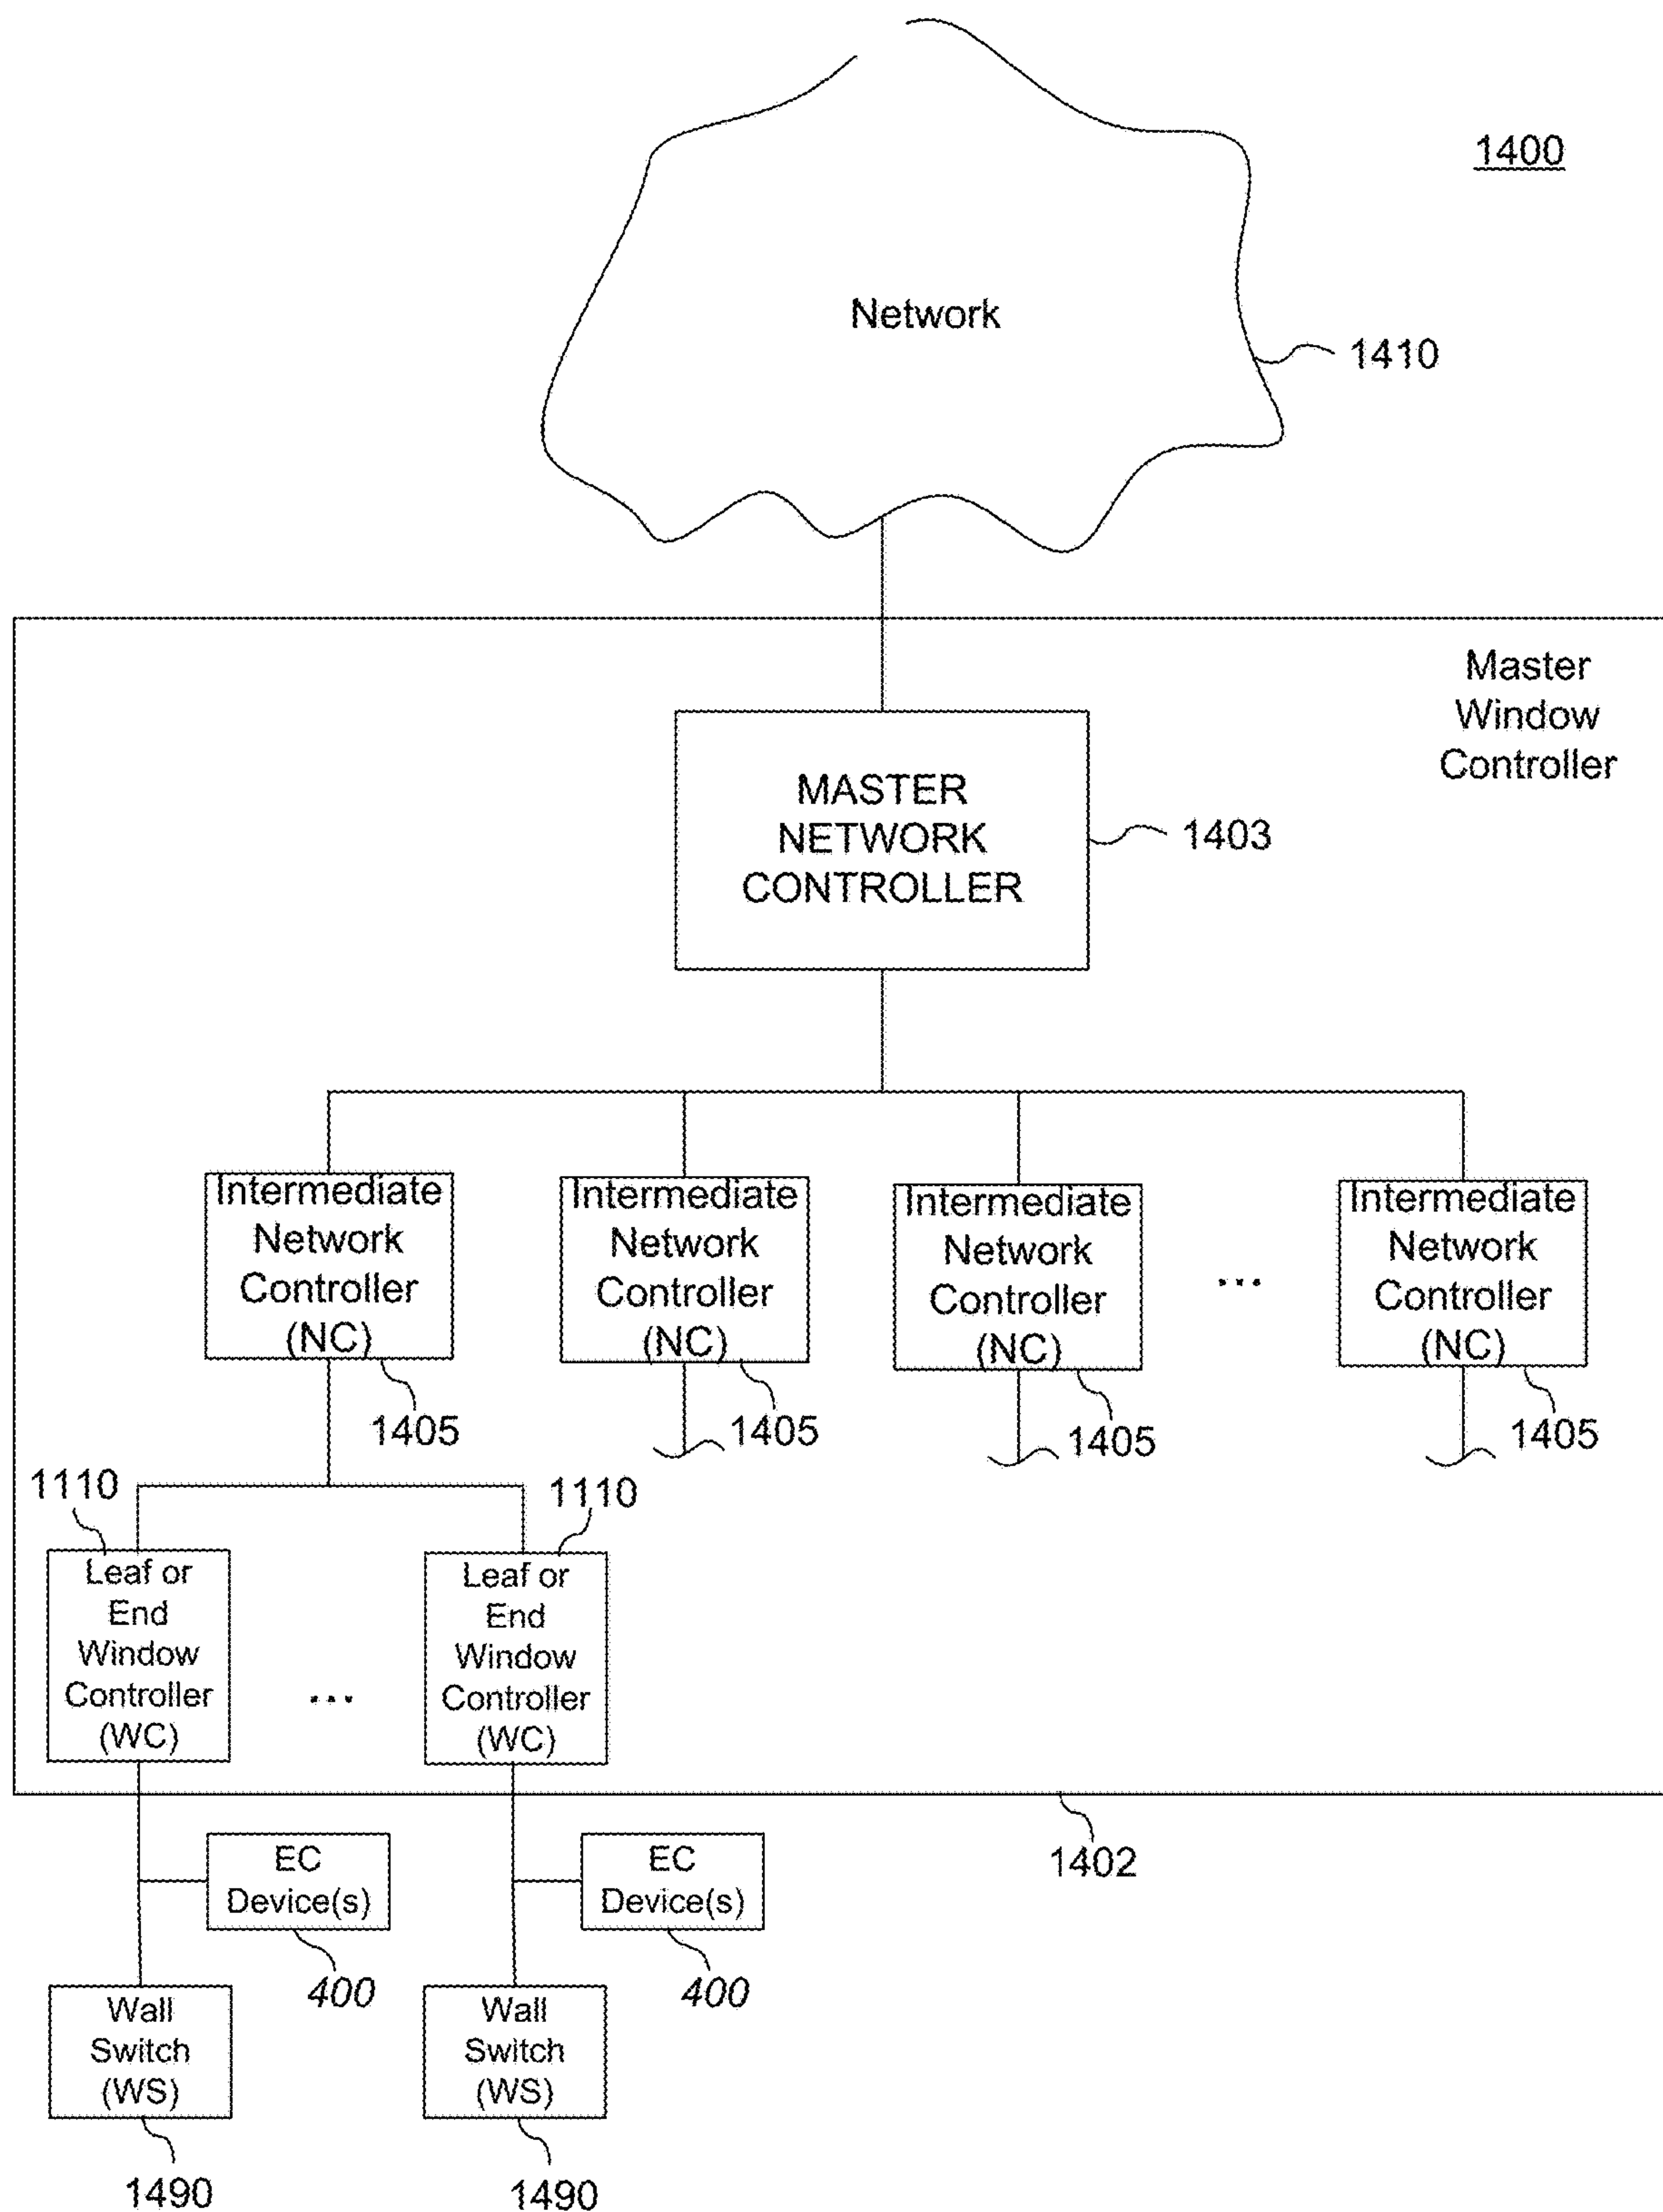 1400
Network
1410
Master
Window
Controller
MASTER
NETWORK
CONTROLLER
1403
Intermediate
Network
Controller
(NC)
1405
Intermediate
Network
Controller
(NC)
1405
Intermediate
Network
Controller
(NC)
1405
...
Intermediate
Network
Controller
(NC)
1405
1110
Leaf or
End
Window
Controller
(WC)
...
1110
Leaf or
End
Window
Controller
(WC)
1402
EC
Device(s)
400
EC
Device(s)
400
Wall
Switch
(WS)
1490
Wall
Switch
(WS)
1490